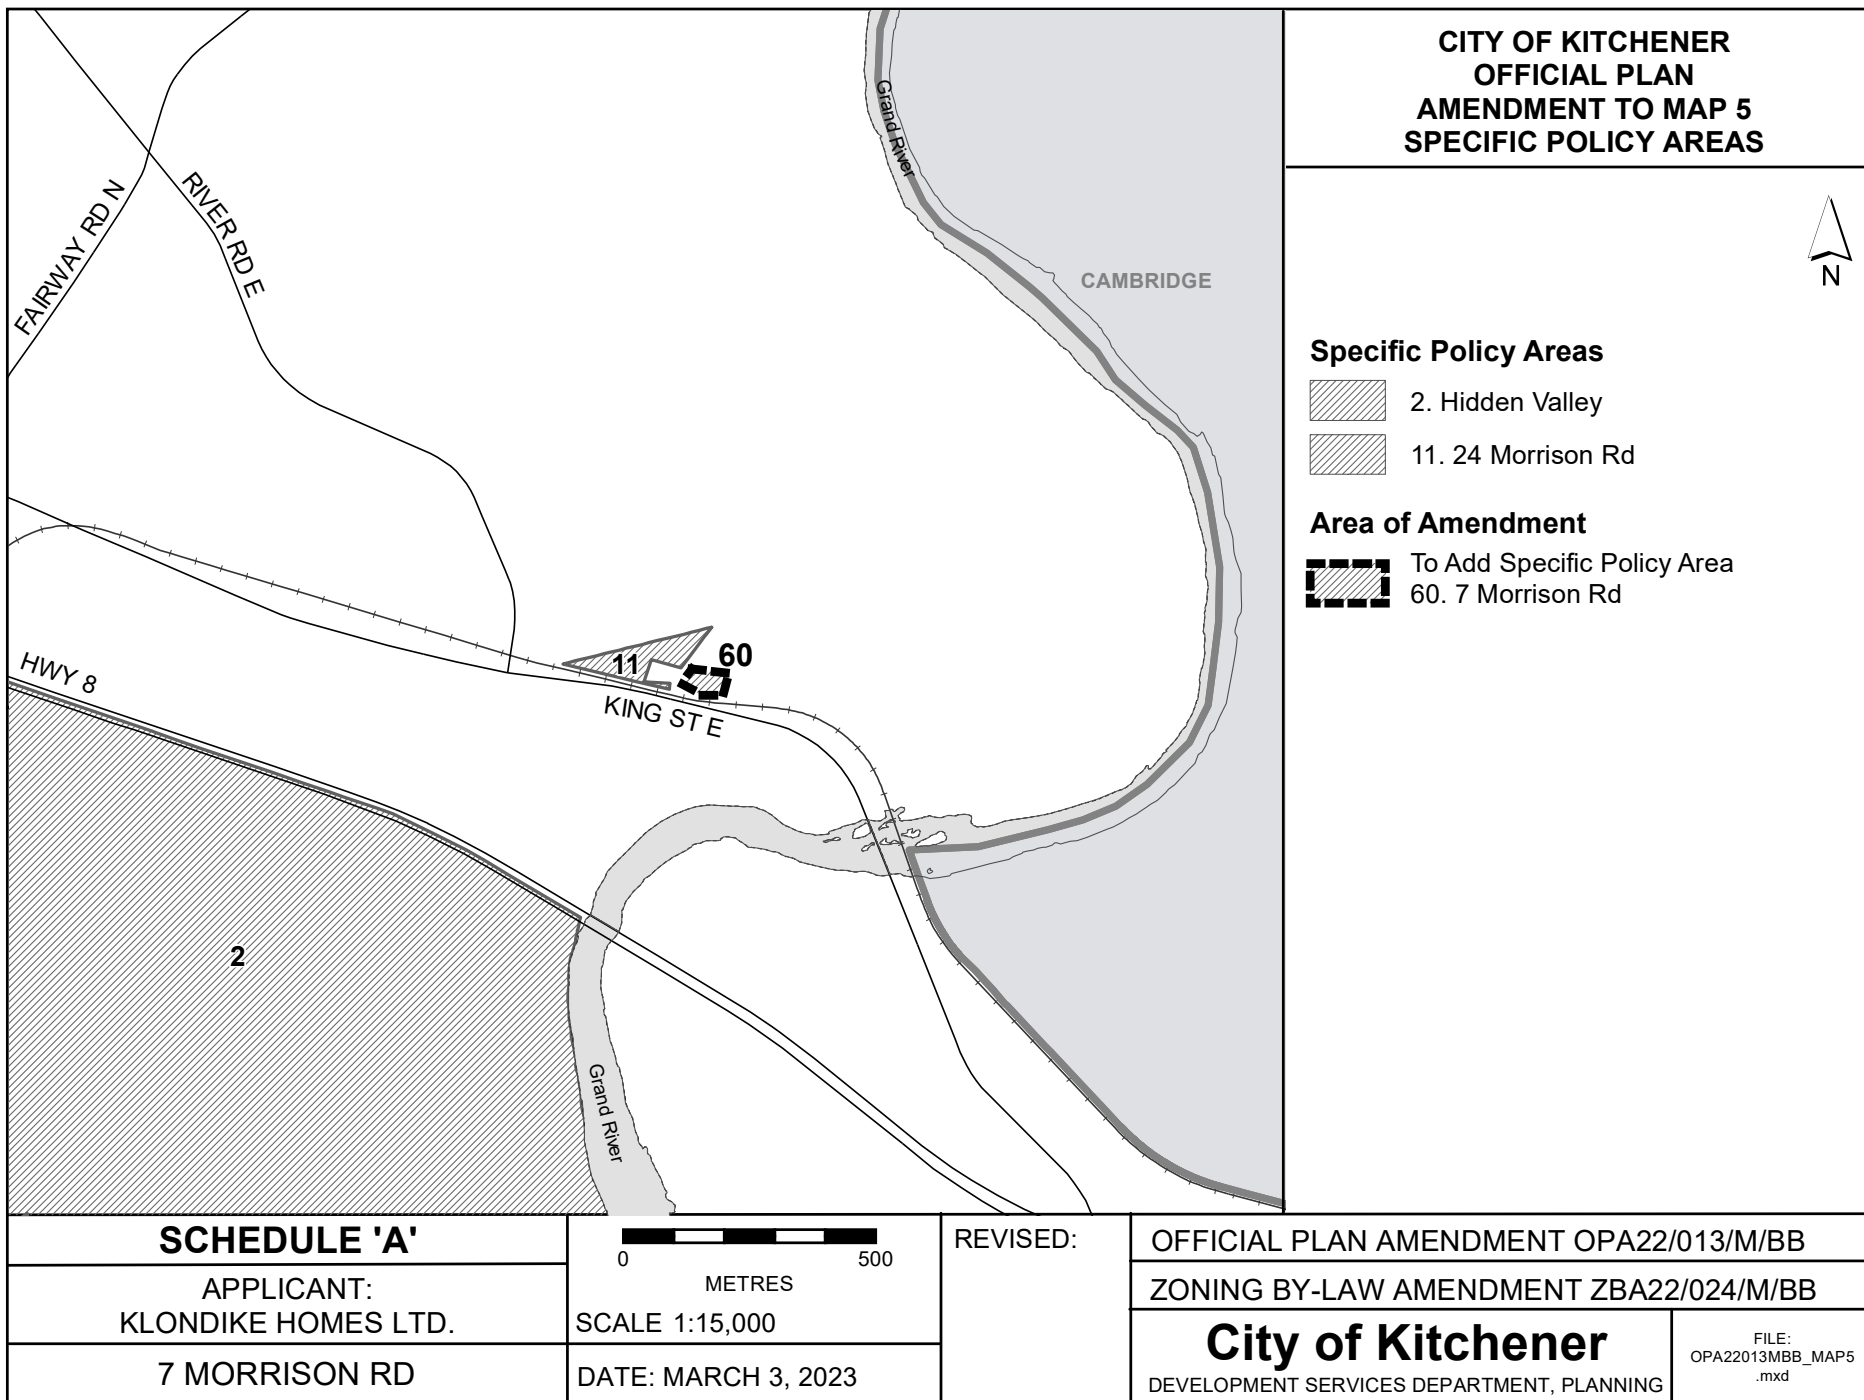 CITY OF KITCHENER
OFFICIAL PLAN
AMENDMENT TO MAP 5
SPECIFIC POLICY AREAS
N
Specific Policy Areas
2. Hidden Valley
11. 24 Morrison Rd
Area of Amendment
To Add Specific Policy Area
60. 7 Morrison Rd
Grand River
CAMBRIDGE
FAIRWAY RD N
RIVER RD E
HWY 8
11
60
KING ST E
2
Grand River
SCHEDULE 'A'
APPLICANT:
KLONDIKE HOMES LTD.
7 MORRISON RD
0 500
METRES
SCALE 1:15,000
DATE: MARCH 3, 2023
REVISED:
OFFICIAL PLAN AMENDMENT OPA22/013/M/BB
ZONING BY-LAW AMENDMENT ZBA22/024/M/BB
City of Kitchener
DEVELOPMENT SERVICES DEPARTMENT, PLANNING
FILE:
OPA22013MBB_MAP5
.mxd